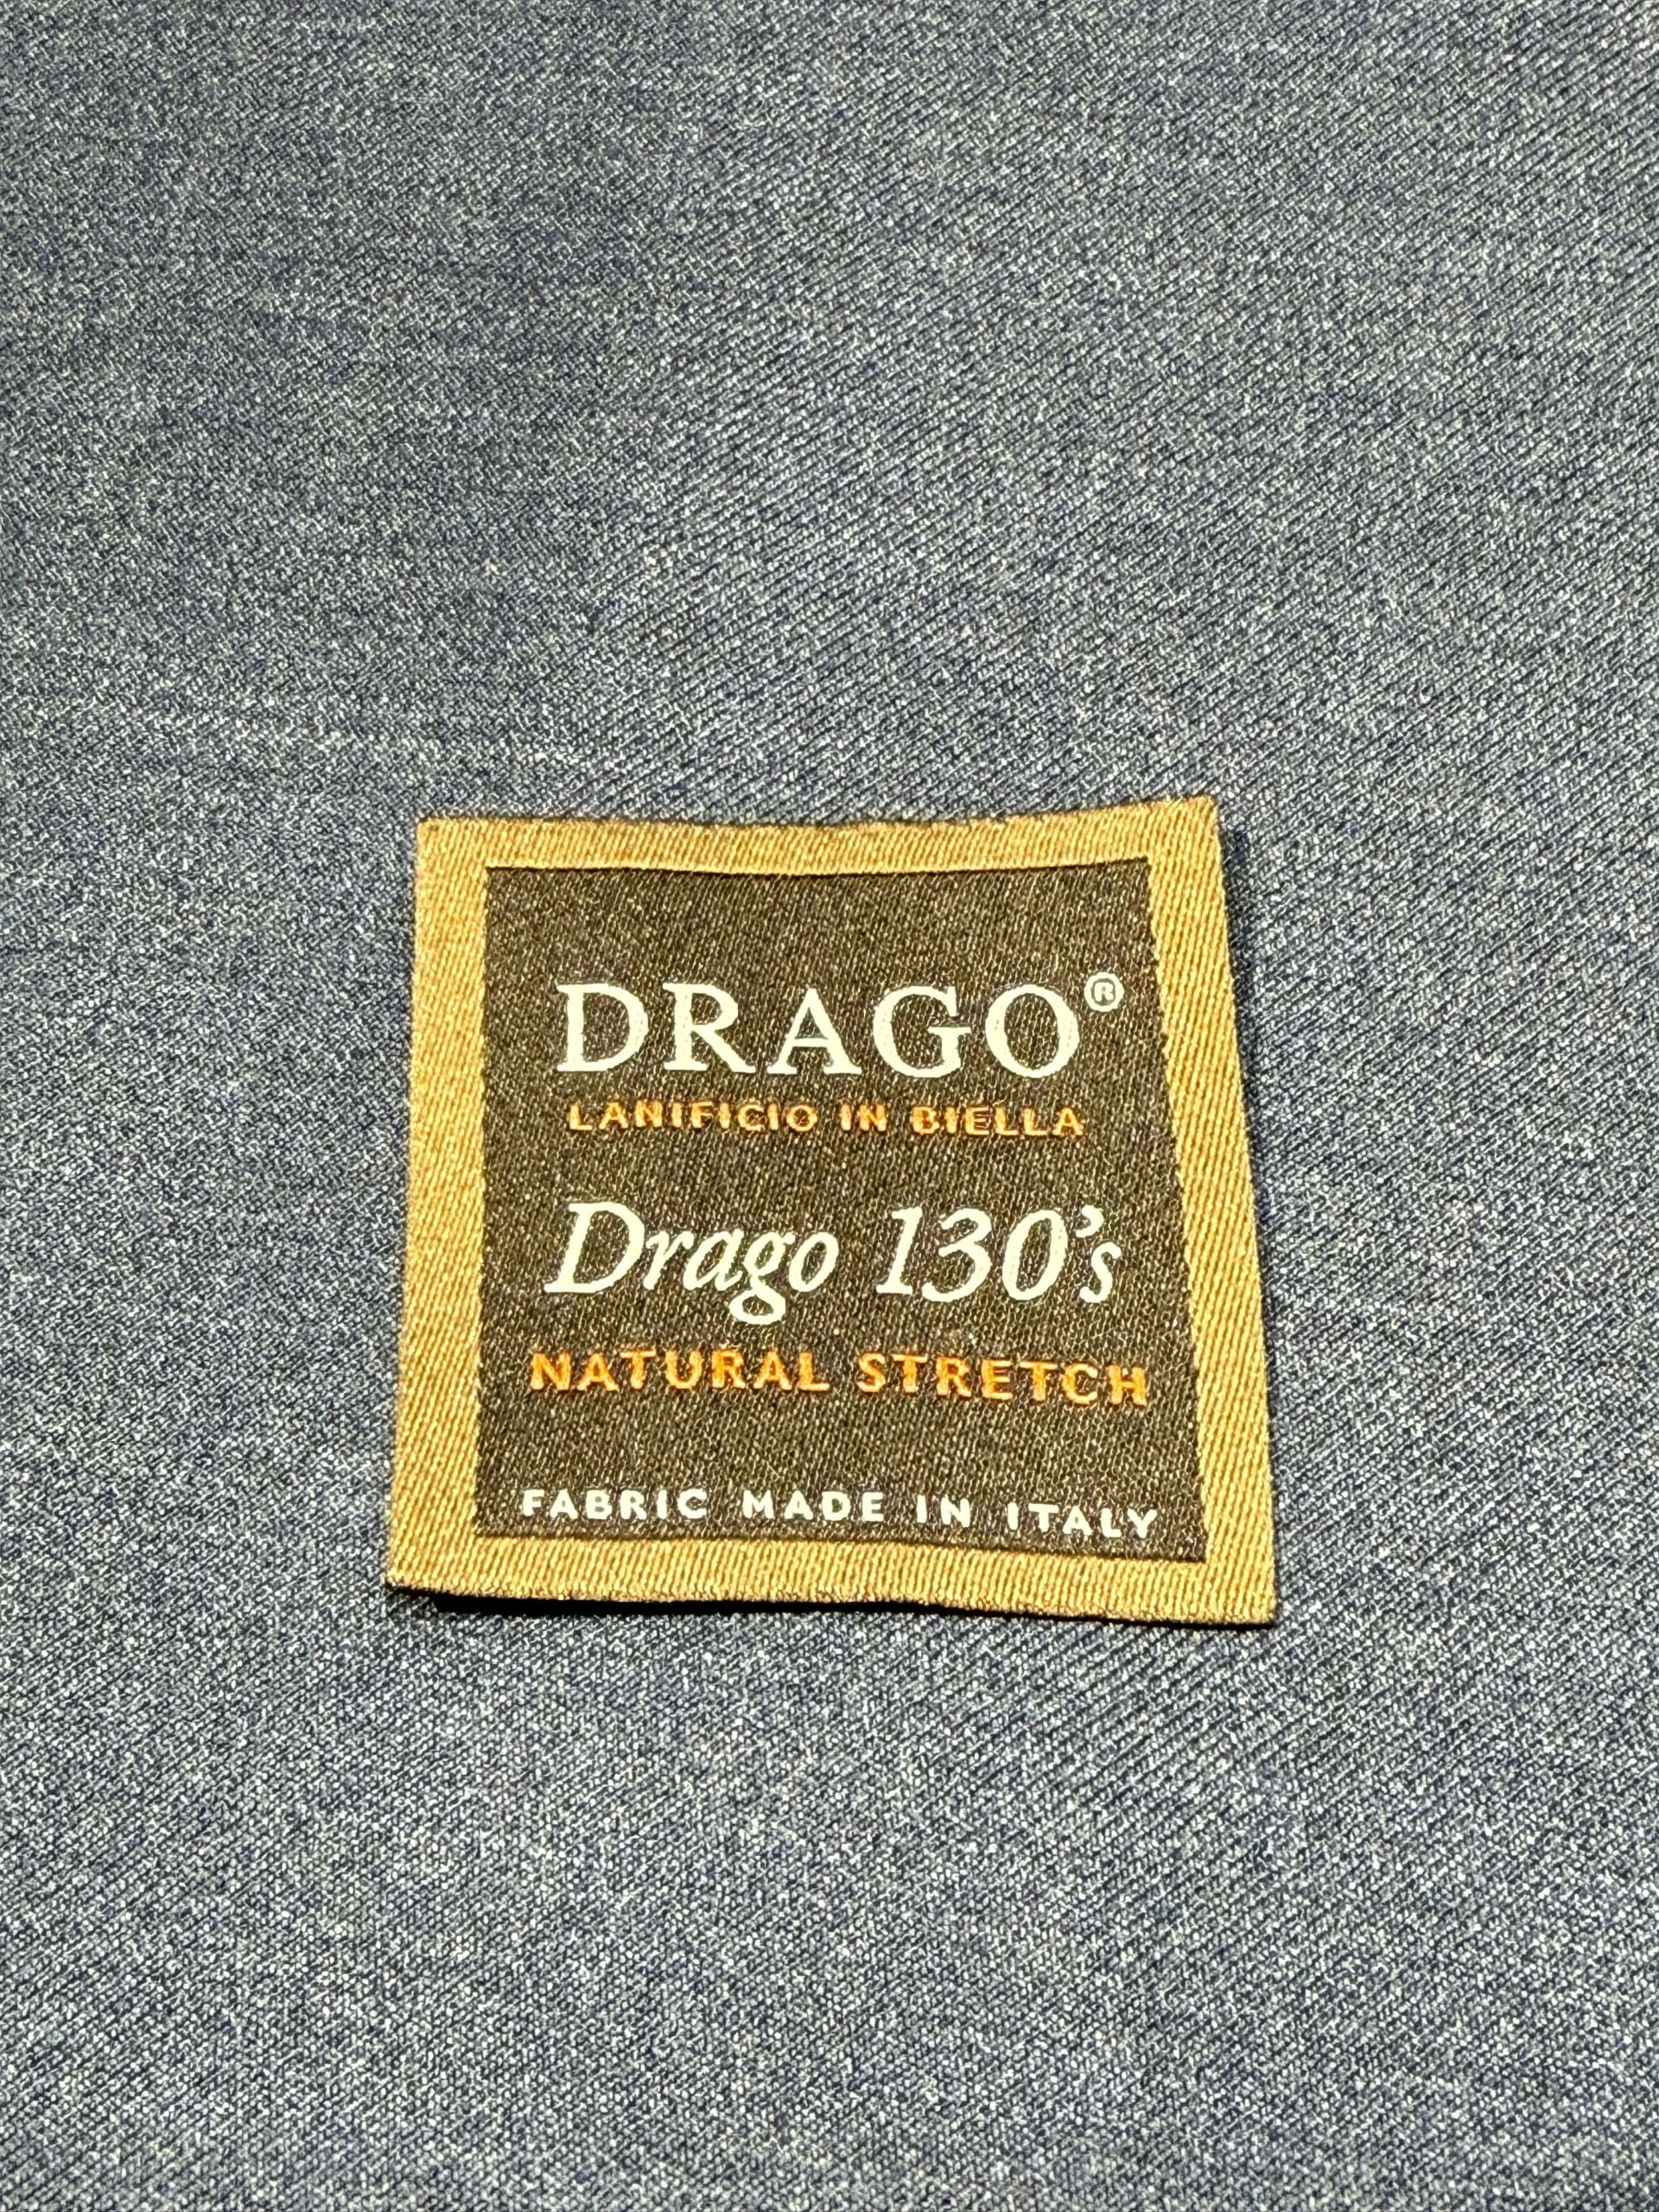 DRAGO®
LANIFICIO IN BIELLA
Drago 130's
NATURAL STRETCH
FABRIC MADE IN ITALY